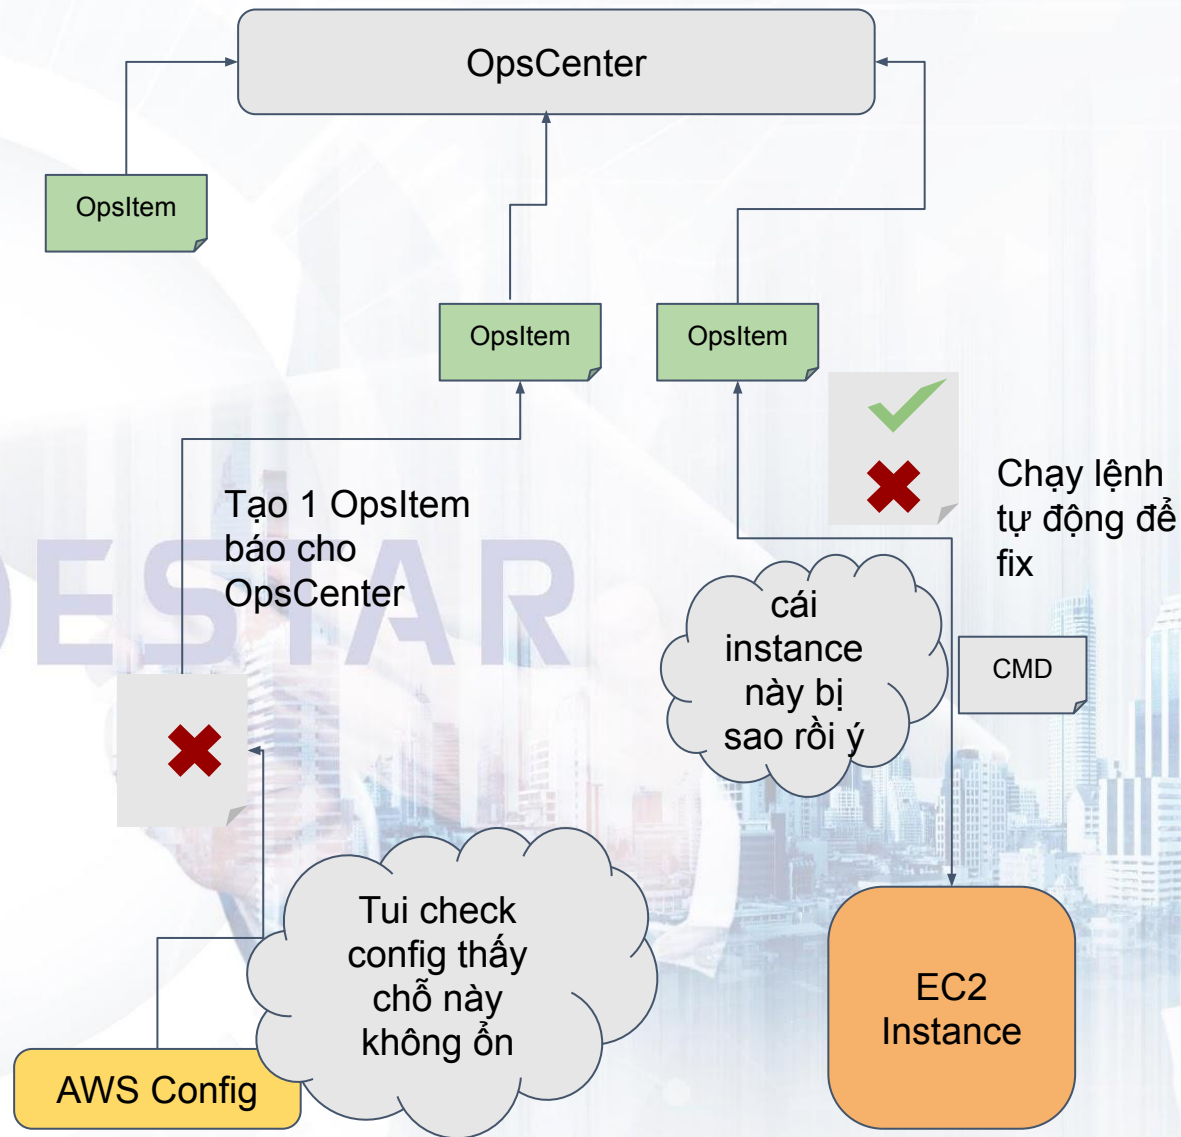 OpsCenter
OpsItem
OpsItem
OpsItem
Tạo 1 OpsItem
báo cho
OpsCenter
Chạy lệnh
tự động để
fix
cái
instance
này bị
sao rồi ý
CMD
Tui check
config thấy
chỗ này
không ổn
AWS Config
EC2
Instance